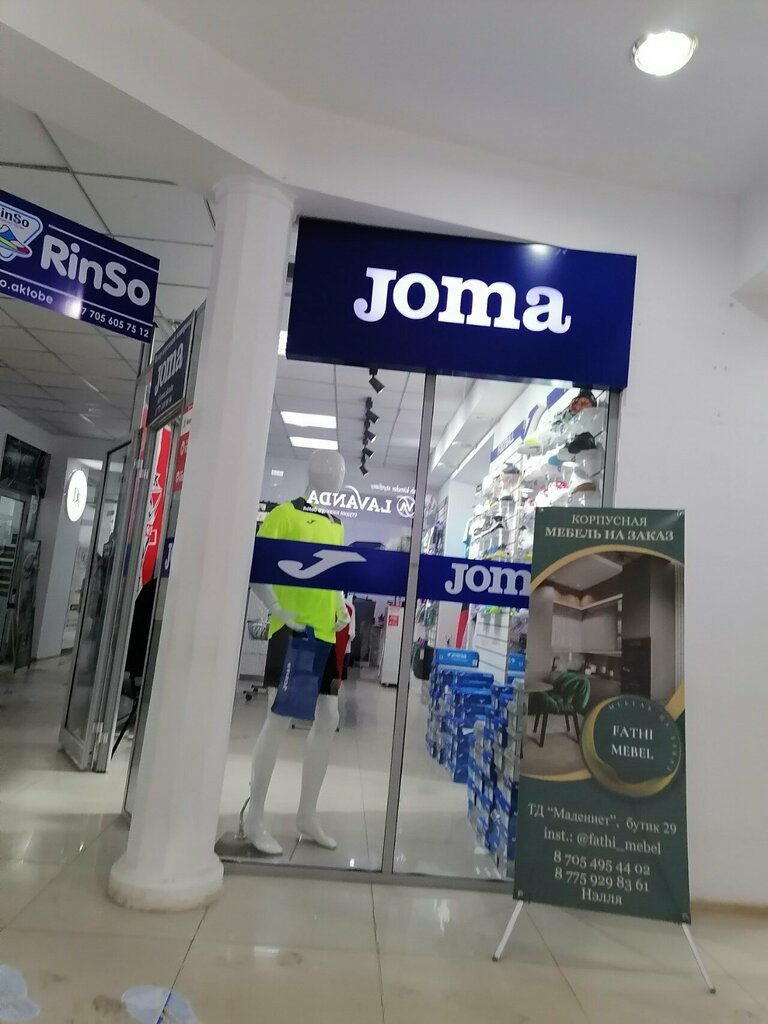 RinSo
RinSo
o.aktobe
7 705 605 75 12
Joma
Joma
LAVANDA
Joma
КОРПУСНАЯ
МЕБЕЛЬ НА ЗАКАЗ
FATHI
MEBEL
ТД "Мадениет", бутик 29
inst.: @fathi_mebel
8 705 495 44 02
8 775 929 83 61
Нэлля